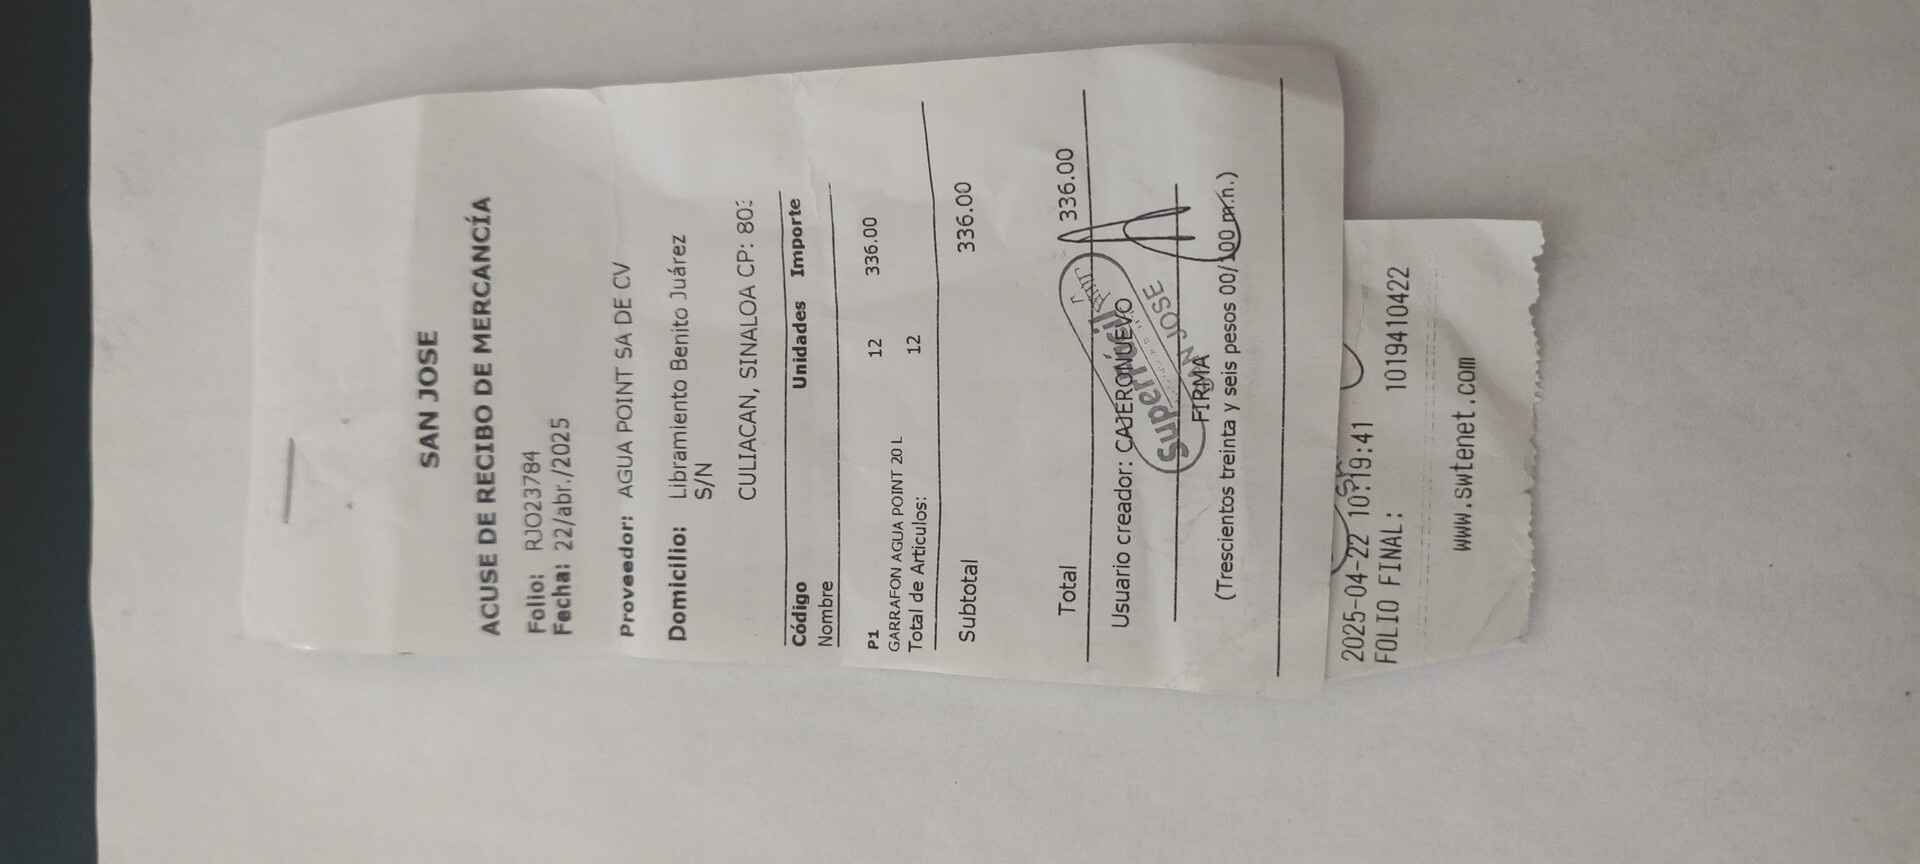 SAN JOSE
ACUSE DE RECIBO DE MERCANCÍA
Folio: RJO23784
Fecha: 22/abr./2025
Proveedor: AGUA POINT SA DE CV
Domicilio: Libramiento Benito Juárez
S/N
CULIACAN, SINALOA CP: 803
Código Unidades Importe
Nombre
P1 12 336.00
GARRAFON AGUA POINT 20 L
Total de Articulos: 12
Subtotal 336.00
Total 336.00
Usuario creador: CAJERONUEVO
Superrácil
SAN JOSE
FIRMA
(Trescientos treinta y seis pesos 00/100 m.n.)
2025-04-22 10:19:41
FOLIO FINAL: 1019410422
www.swtenet.com